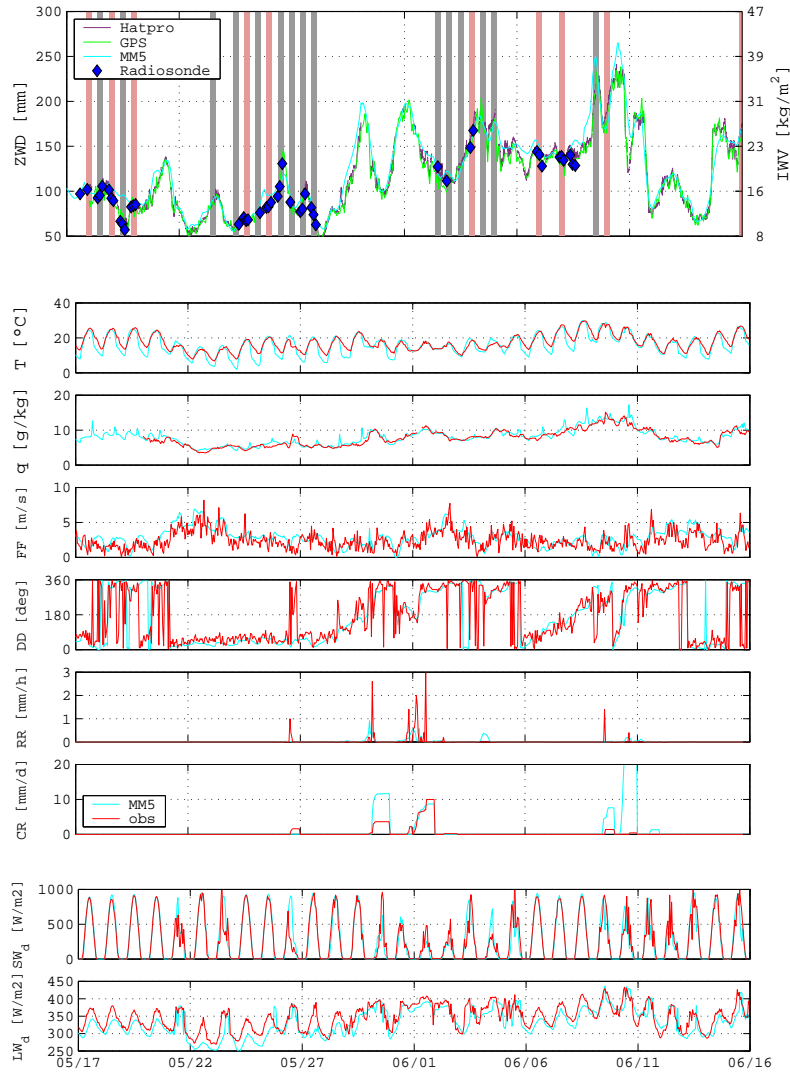 300
250
200
150
100
50
ZWD [mm]
47
39
31
23
16
8
IWV [kg/m²]
Hatpro
GPS
MM5
Radiosonde
40
20
0
T [ºC]
20
10
0
q [g/kg]
10
5
0
FF [m/s]
360
180
0
DD [deg]
3
2
1
0
RR [mm/h]
20
10
0
CR [mm/d]
MM5
obs
1000
500
0
SW_d [W/m2]
450
400
350
300
250
LW_d [W/m2]
05/17 05/22 05/27 06/01 06/06 06/11 06/16